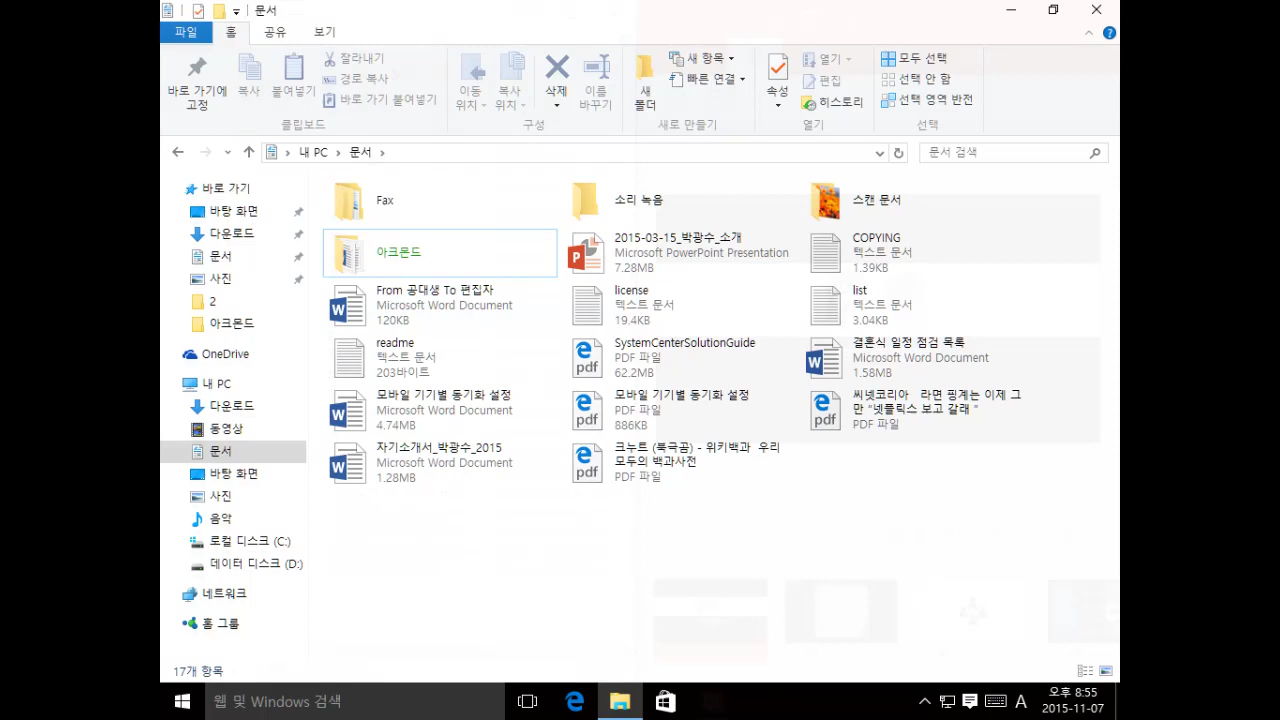 문서
파일 홈 공유 보기
바로 가기에 고정
복사
붙여넣기
잘라내기
경로 복사
바로 가기 붙여넣기
클립보드
이동 위치
복사 위치
삭제
이름 바꾸기
구성
새 폴더
새 항목
빠른 연결
새로 만들기
속성
열기
편집
히스토리
열기
모두 선택
선택 안 함
선택 영역 반전
선택
내 PC 문서
문서 검색
바로 가기
바탕 화면
다운로드
문서
사진
2
아크몬드
OneDrive
내 PC
다운로드
동영상
문서
바탕 화면
사진
음악
로컬 디스크 (C:)
데이터 디스크 (D:)
네트워크
홈 그룹
Fax
소리 녹음
스캔 문서
아크몬드
2015-03-15_박광수_소개
Microsoft PowerPoint Presentation
7.28MB
COPYING
텍스트 문서
1.39KB
From 공대생 To 편집자
Microsoft Word Document
120KB
license
텍스트 문서
19.4KB
list
텍스트 문서
3.04KB
readme
텍스트 문서
203바이트
SystemCenterSolutionGuide
PDF 파일
62.2MB
결혼식 일정 점검 목록
Microsoft Word Document
1.58MB
모바일 기기별 동기화 설정
Microsoft Word Document
4.74MB
모바일 기기별 동기화 설정
PDF 파일
886KB
씨넷코리아 라면 핑계는 이제 그
만 "넷플릭스 보고 갈래 "
PDF 파일
자기소개서_박광수_2015
Microsoft Word Document
1.28MB
크누트 (북극곰) - 위키백과 우리
모두의 백과사전
PDF 파일
17개 항목
웹 및 Windows 검색
A
오후 8:55
2015-11-07